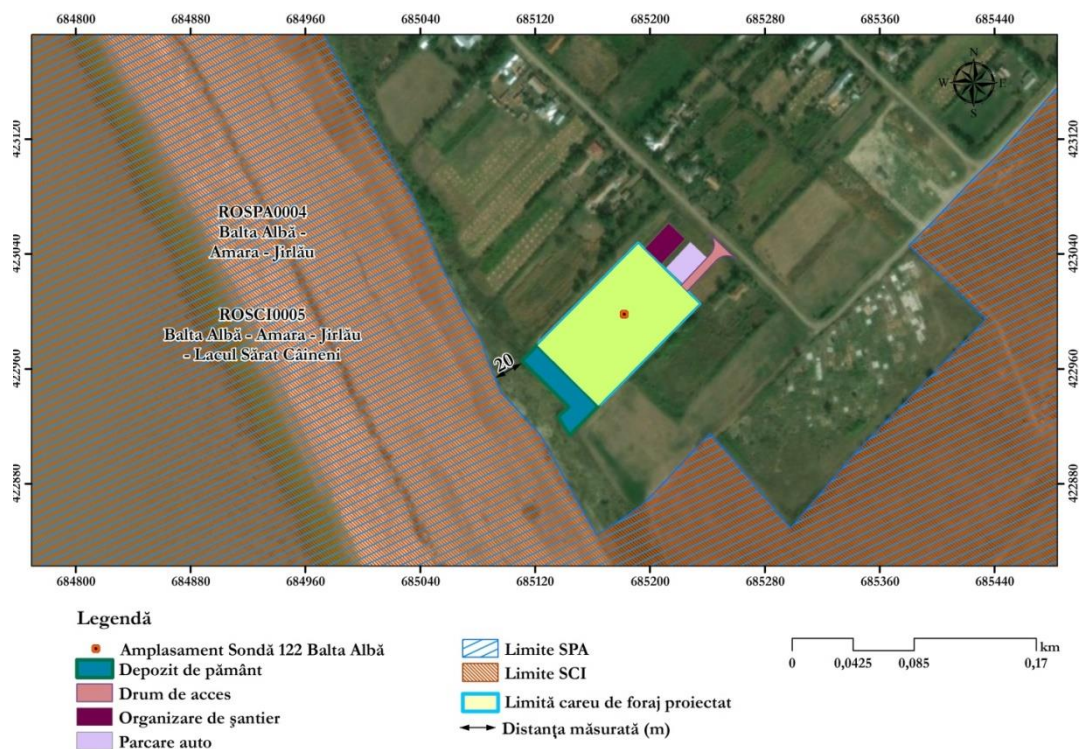 684800 684880 684960 685040 685120 685200 685280 685360 685440
N
W E
S
423120 423120
ROSPA0004
Balta Albă -
Amara - Jirlău
423040 423040
ROSCI0005
Balta Albă - Amara - Jirlău
- Lacul Sărat Câineni
20
422960 422960
422880 422880
684800 684880 684960 685040 685120 685200 685280 685360 685440
Legendă
Amplasament Sondă 122 Balta Albă
Depozit de pământ
Drum de acces
Organizare de şantier
Parcare auto
Limite SPA
Limite SCI
Limită careu de foraj proiectat
Distanţa măsurată (m)
km
0 0,0425 0,085 0,17